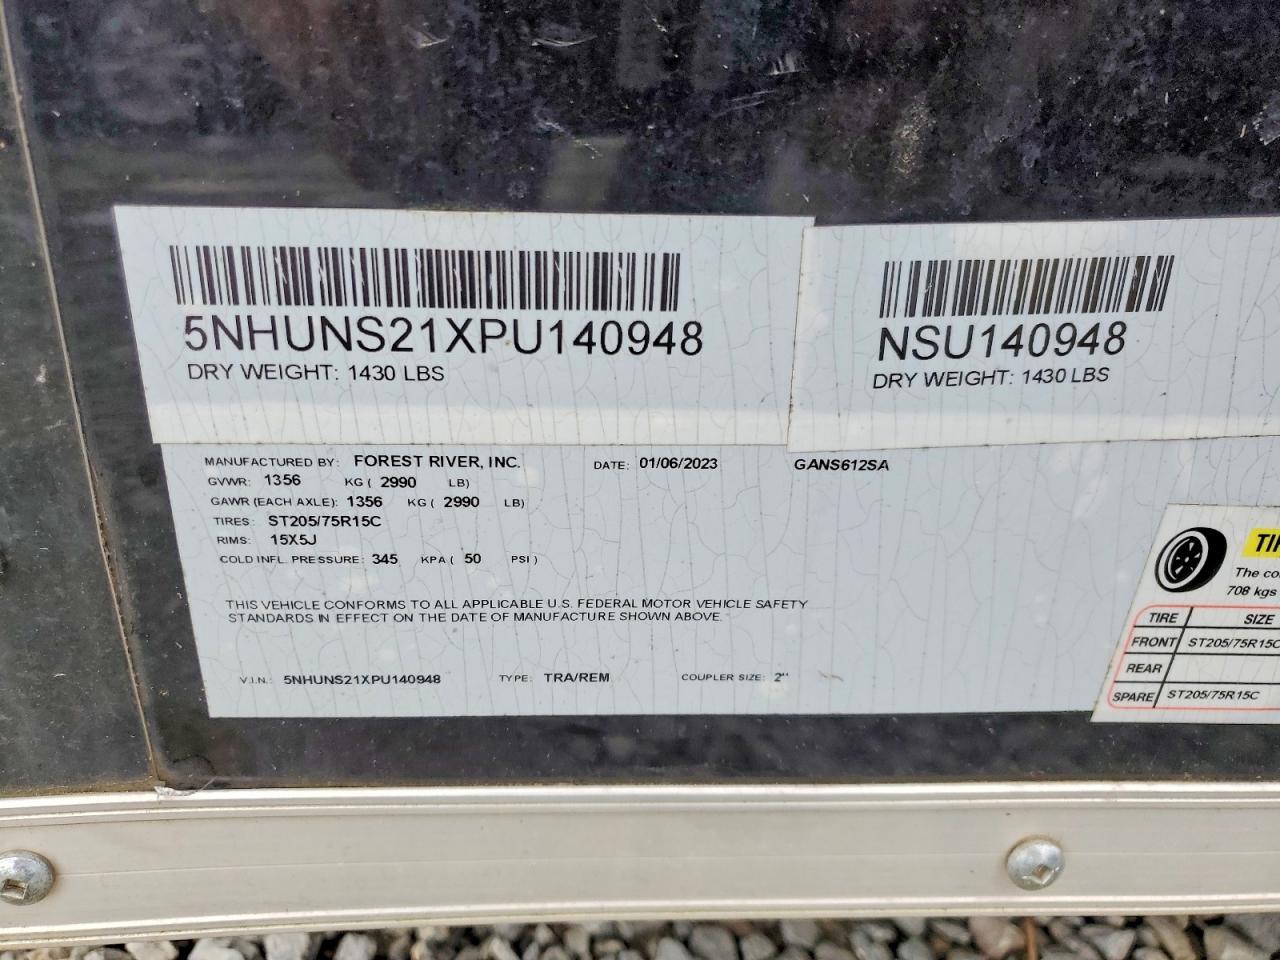 5NHUNS21XPU140948
DRY WEIGHT: 1430 LBS
NSU140948
DRY WEIGHT: 1430 LBS
MANUFACTURED BY: FOREST RIVER, INC. DATE: 01/06/2023 GANS612SA
GVWR: 1356 KG ( 2990 LB)
GAWR (EACH AXLE): 1356 KG ( 2990 LB)
TIRES: ST205/75R15C
RIMS: 15X5J
COLD INFL. PRESSURE: 345 KPA ( 50 PSI )
THIS VEHICLE CONFORMS TO ALL APPLICABLE U.S. FEDERAL MOTOR VEHICLE SAFETY
STANDARDS IN EFFECT ON THE DATE OF MANUFACTURE SHOWN ABOVE.
V.I.N.: 5NHUNS21XPU140948 TYPE: TRA/REM COUPLER SIZE: 2"
The
708 kgs
TIRE SIZE
FRONT ST205/75R15C
REAR
SPARE ST205/75R15C